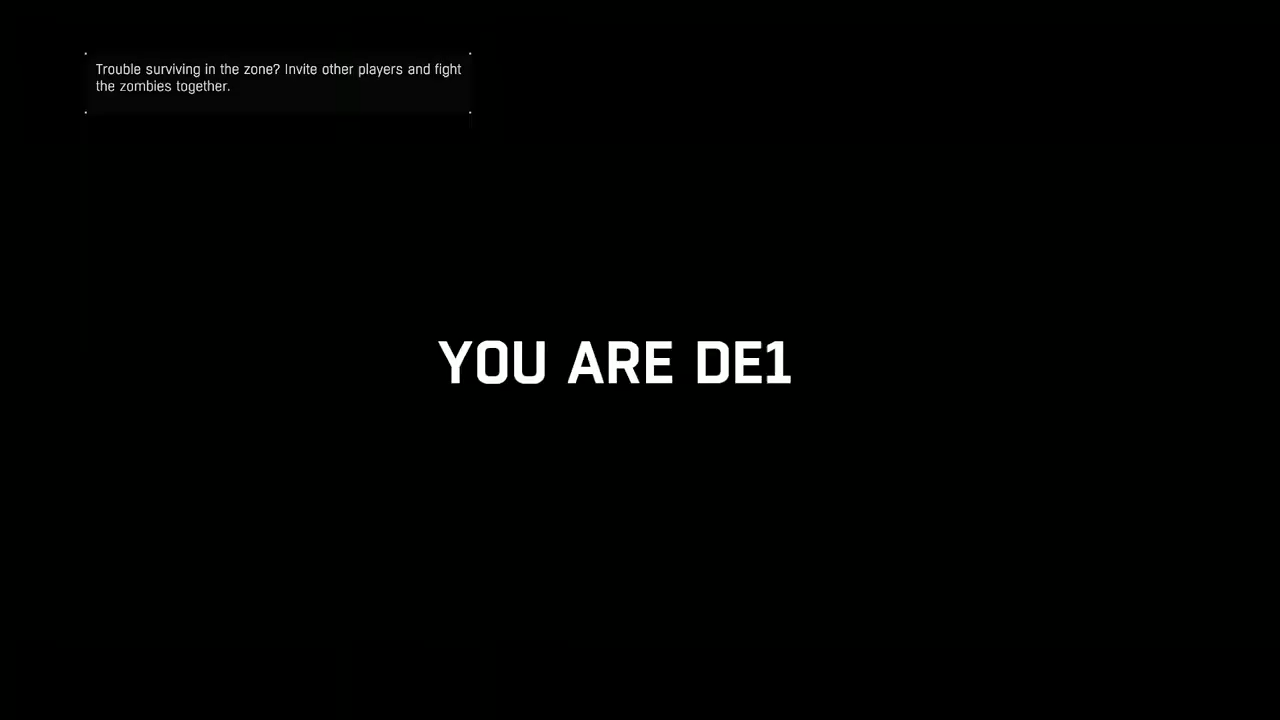 Trouble surviving in the zone? Invite other players and fight
the zombies together.
YOU ARE DE1